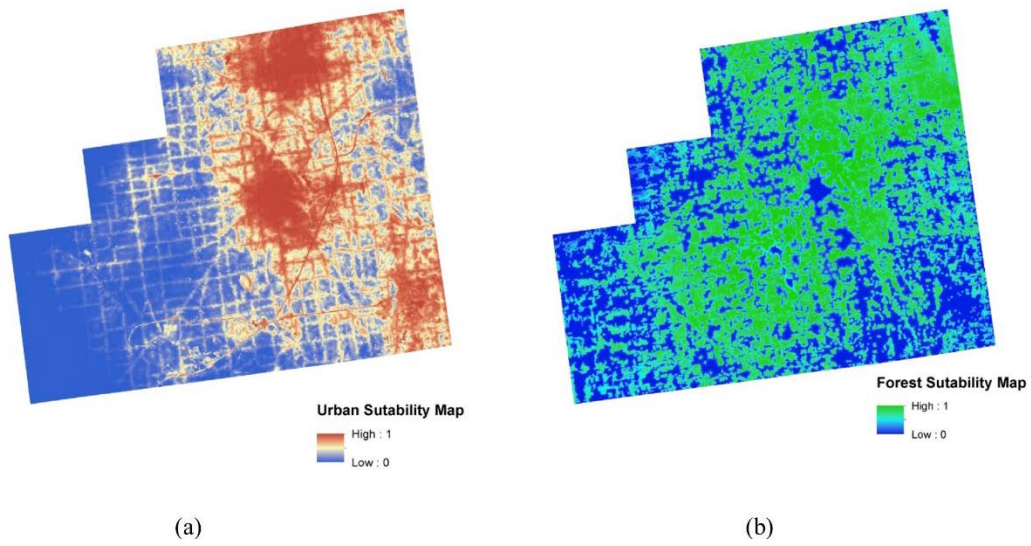 Urban Sutability Map
High : 1
Low : 0
(a)
Forest Sutability Map
High : 1
Low : 0
(b)